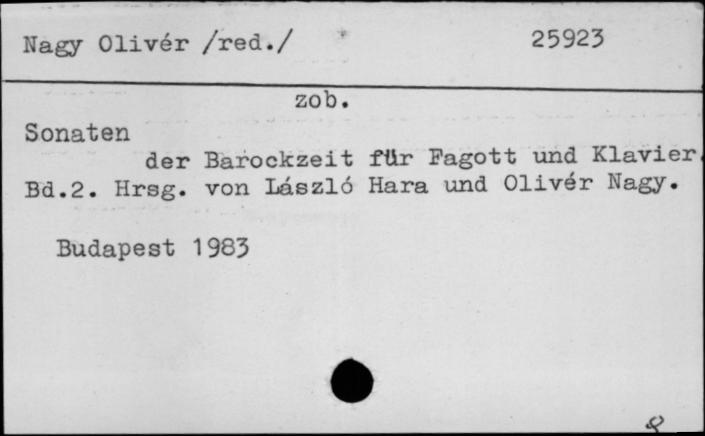 Nagy Olivér /red./ 25923
zob.
Sonaten
der Barockzeit für Fagott und Klavier.
Bd.2. Hrsg. von László Hara und Olivér Nagy.
Budapest 1983